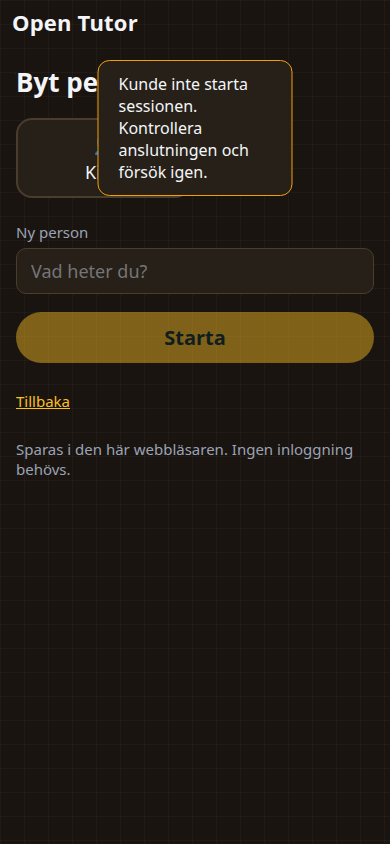 Open Tutor
Byt pe
Kunde inte starta
sessionen.
Kontrollera
anslutningen och
försök igen.
K
Ny person
Vad heter du?
Starta
Tillbaka
Sparas i den här webbläsaren. Ingen inloggning
behövs.